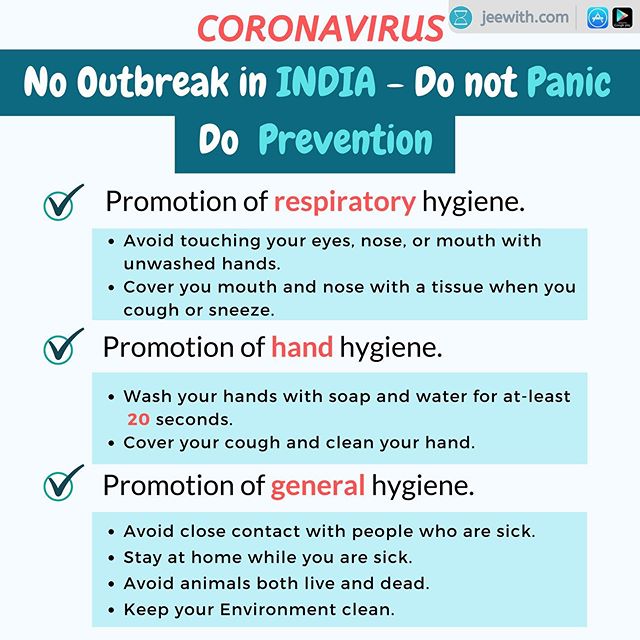 CORONAVIRUS
jeewith.com
No Outbreak in INDIA - Do not Panic
Do Prevention
Promotion of respiratory hygiene.
• Avoid touching your eyes, nose, or mouth with
unwashed hands.
• Cover you mouth and nose with a tissue when you
cough or sneeze.
Promotion of hand hygiene.
• Wash your hands with soap and water for at-least
20 seconds.
• Cover your cough and clean your hand.
Promotion of general hygiene.
• Avoid close contact with people who are sick.
• Stay at home while you are sick.
• Avoid animals both live and dead.
• Keep your Environment clean.